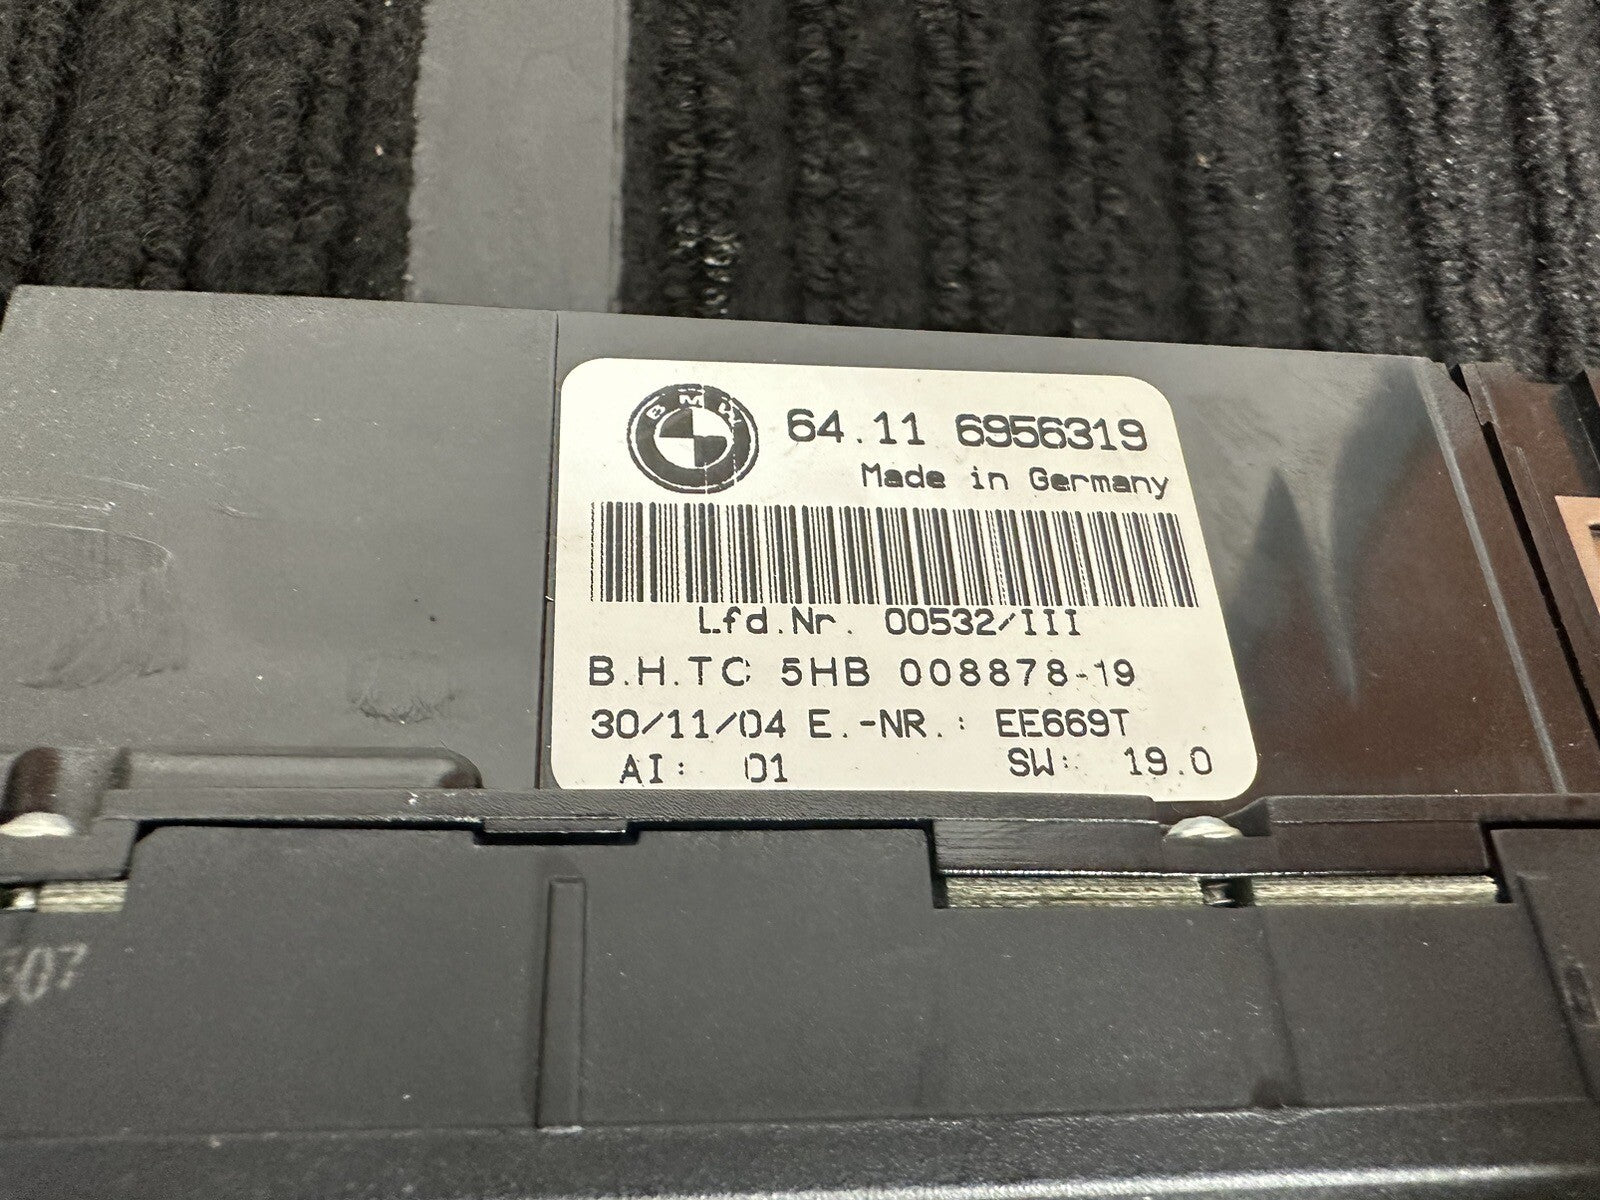 BMW
64.11 6956319
Made in Germany
Lfd.Nr. 00532/III
B.H.TC 5HB 008878-19
30/11/04 E.-NR.: EE669T
AI: 01 SW: 19.0